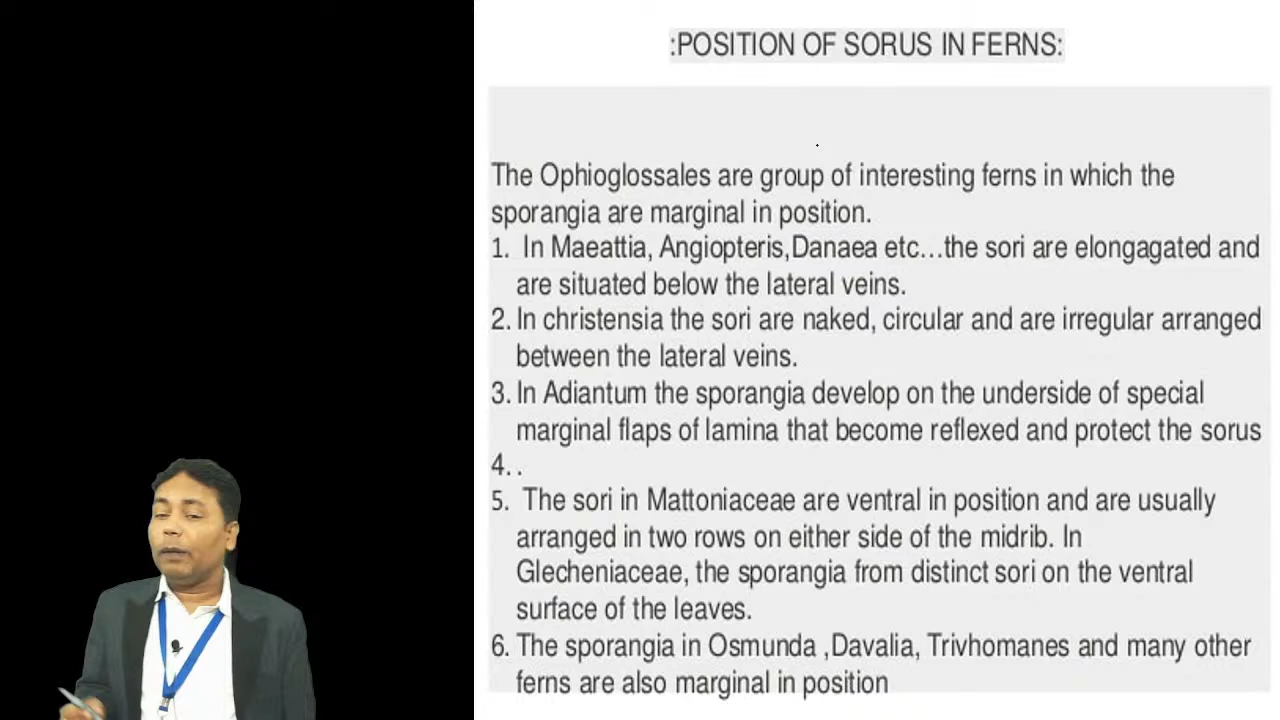 :POSITION OF SORUS IN FERNS:
The Ophioglossales are group of interesting ferns in which the
sporangia are marginal in position.
1. In Maeattia, Angiopteris,Danaea etc...the sori are elongagated and
are situated below the lateral veins.
2. In christensia the sori are naked, circular and are irregular arranged
between the lateral veins.
3. In Adiantum the sporangia develop on the underside of special
marginal flaps of lamina that become reflexed and protect the sorus
4. .
5. The sori in Mattoniaceae are ventral in position and are usually
arranged in two rows on either side of the midrib. In
Glecheniaceae, the sporangia from distinct sori on the ventral
surface of the leaves.
6. The sporangia in Osmunda ,Davalia, Trivhomanes and many other
ferns are also marginal in position